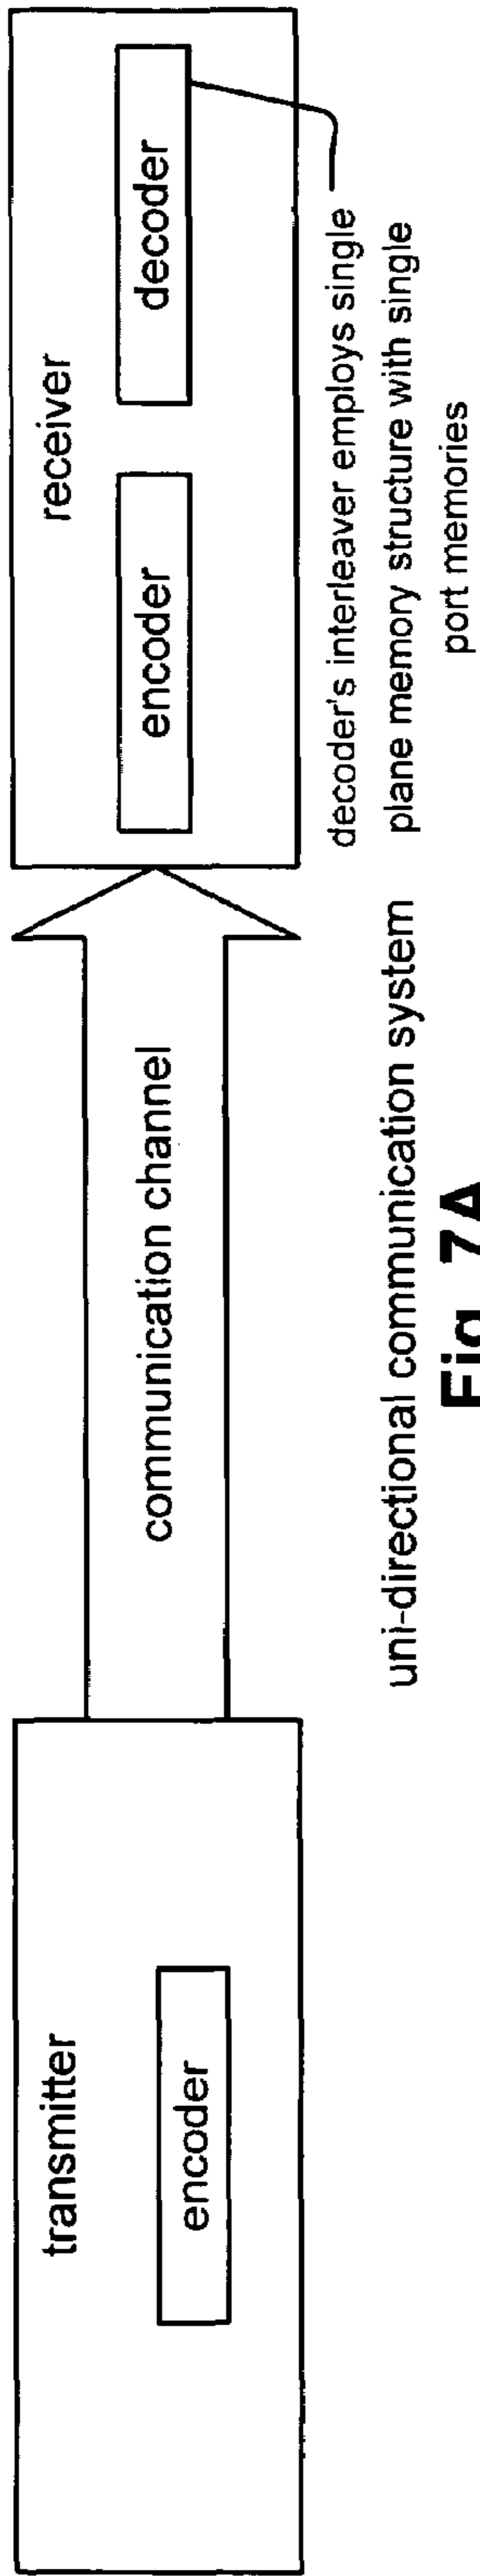 transmitter
encoder
communication channel
receiver
encoder
decoder
decoder's interleaver employs single
plane memory structure with single
port memories
uni-directional communication system
Fig. 7A